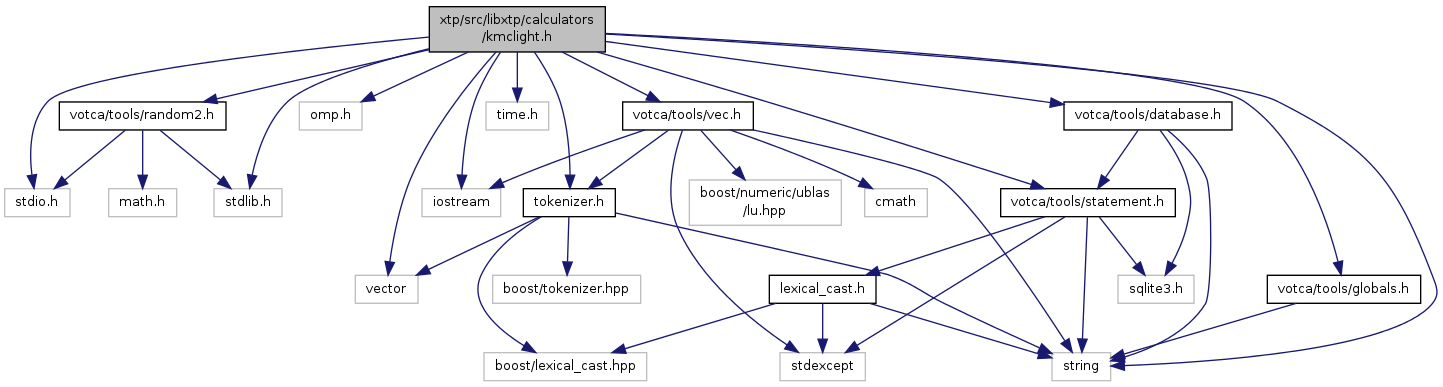 xtp/src/libxtp/calculators
/kmclight.h
votca/tools/random2.h
omp.h
time.h
votca/tools/vec.h
votca/tools/database.h
stdio.h
math.h
stdlib.h
iostream
tokenizer.h
boost/numeric/ublas
/lu.hpp
cmath
votca/tools/statement.h
vector
boost/tokenizer.hpp
lexical_cast.h
sqlite3.h
votca/tools/globals.h
boost/lexical_cast.hpp
stdexcept
string